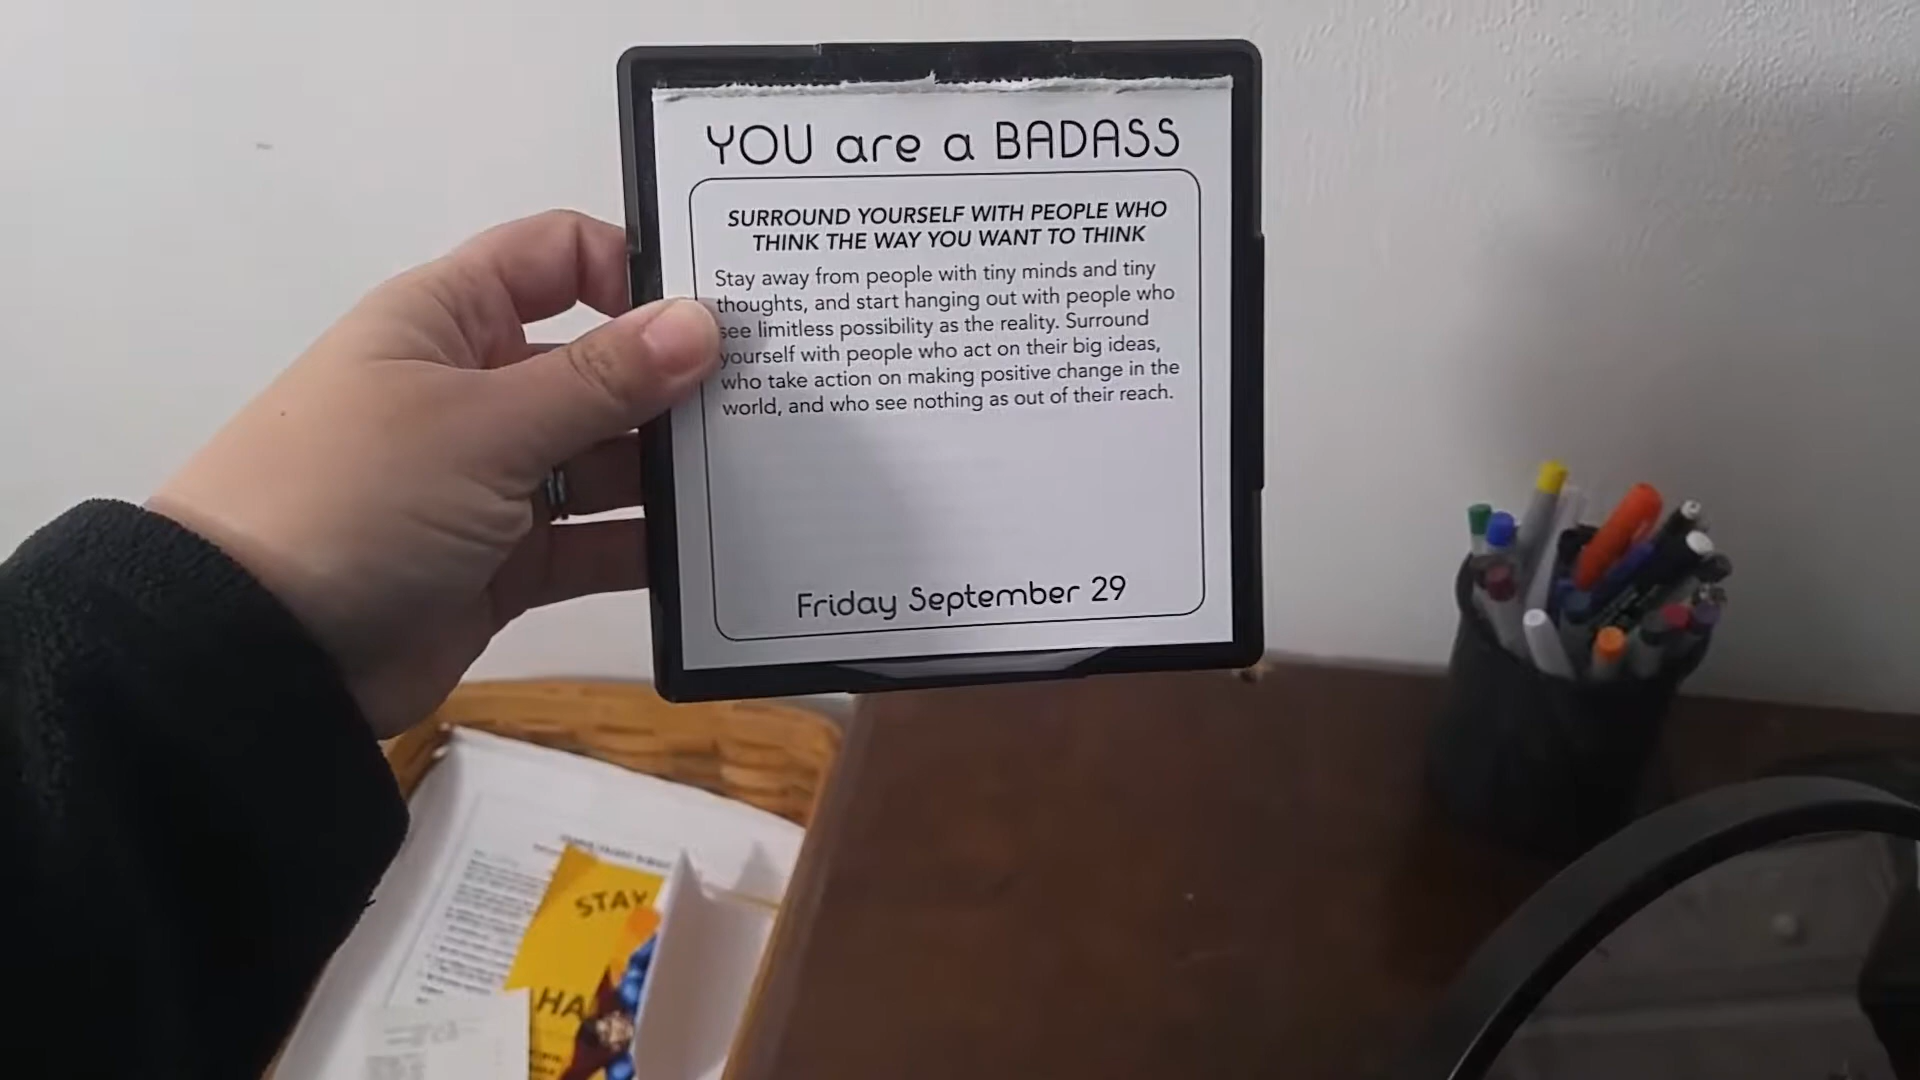 YOU are a BADASS
SURROUND YOURSELF WITH PEOPLE WHO
THINK THE WAY YOU WANT TO THINK
Stay away from people with tiny minds and tiny
thoughts, and start hanging out with people who
see limitless possibility as the reality. Surround
yourself with people who act on their big ideas,
who take action on making positive change in the
world, and who see nothing as out of their reach.
Friday September 29
STAY
HA